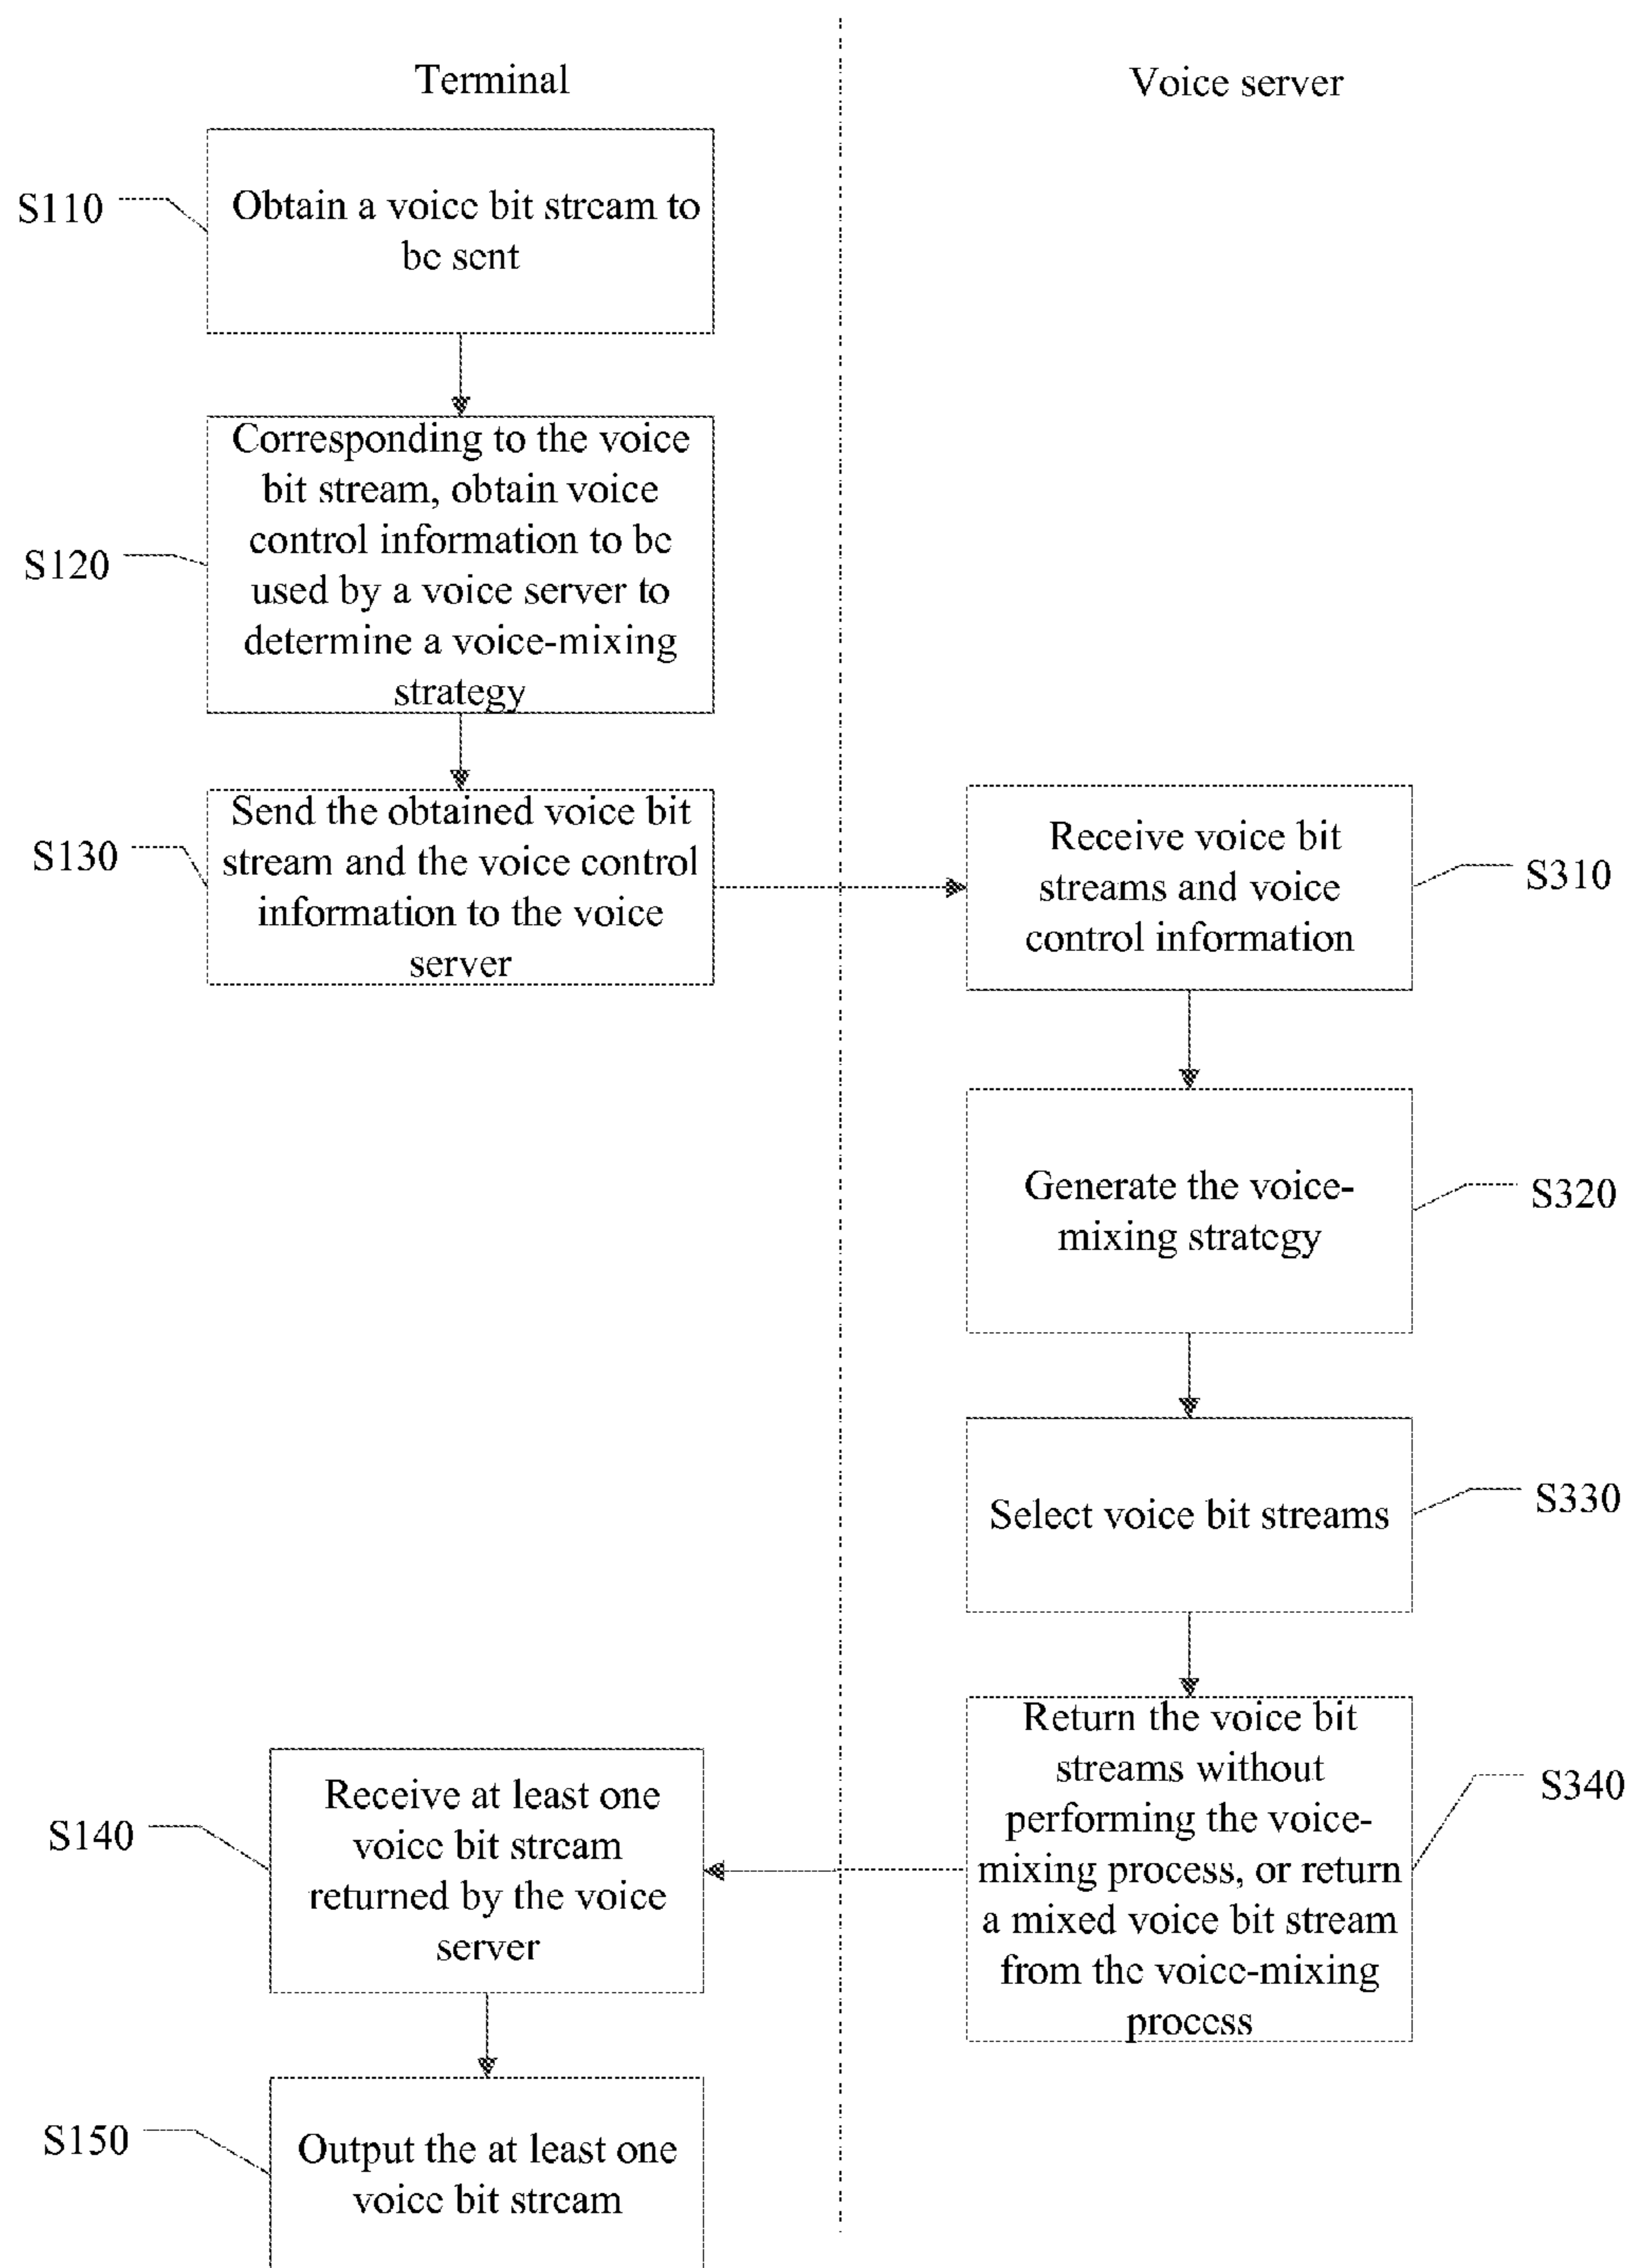 Terminal
Voice server
S110
Obtain a voice bit stream to
be sent
S120
Corresponding to the voice
bit stream, obtain voice
control information to be
used by a voice server to
determine a voice-mixing
strategy
S130
Send the obtained voice bit
stream and the voice control
information to the voice
server
Receive voice bit
streams and voice
control information
S310
Generate the voice-
mixing strategy
S320
Select voice bit streams
S330
Return the voice bit
streams without
performing the voice-
mixing process, or return
a mixed voice bit stream
from the voice-mixing
process
S340
S140
Receive at least one
voice bit stream
returned by the voice
server
S150
Output the at least one
voice bit stream